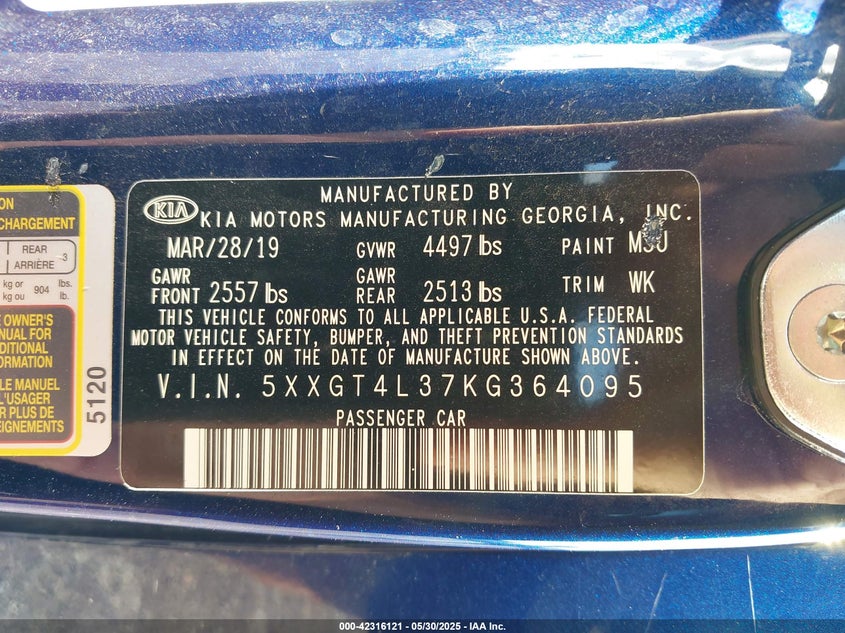 ON
CHARGEMENT
REAR
ARRIÈRE
3
kg or
kg ou
904
lbs.
lb.
OWNER'S
NUAL FOR
DITIONAL
ORMATION
LE MANUEL
L'USAGER
R PLUS DE
EIGNEMENTS
5120
KIA
MANUFACTURED BY
KIA MOTORS MANUFACTURING GEORGIA, INC.
MAR/28/19 GVWR 4497 lbs PAINT
GAWR FRONT 2557 lbs GAWR REAR 2513 lbs TRIM WK
THIS VEHICLE CONFORMS TO ALL APPLICABLE U.S.A. FEDERAL
MOTOR VEHICLE SAFETY, BUMPER, AND THEFT PREVENTION STANDARDS
IN EFFECT ON THE DATE OF MANUFACTURE SHOWN ABOVE.
V.I.N. 5XXGT4L37KG364095
PASSENGER CAR
000-42316121 - 05/30/2025 - IAA Inc.